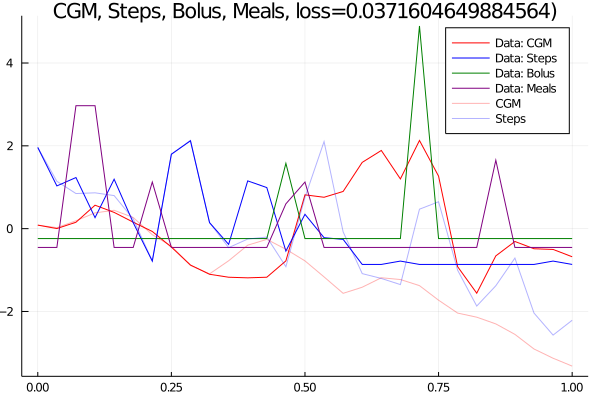 CGM, Steps, Bolus, Meals, loss=0.0371604649884564)
Data: CGM
Data: Steps
Data: Bolus
Data: Meals
CGM
Steps
4
2
0
−2
0.00 0.25 0.50 0.75 1.00